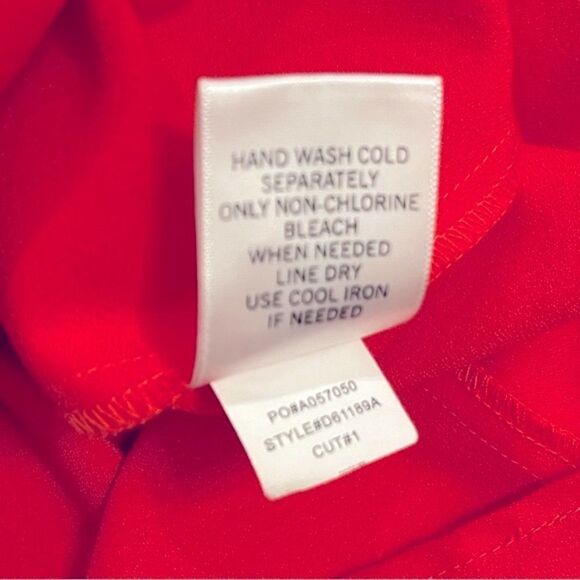 HAND WASH COLD
SEPARATELY
ONLY NON-CHLORINE
BLEACH
WHEN NEEDED
LINE DRY
USE COOL IRON
IF NEEDED
PO#A057050
STYLE#D61189A
CUT#1